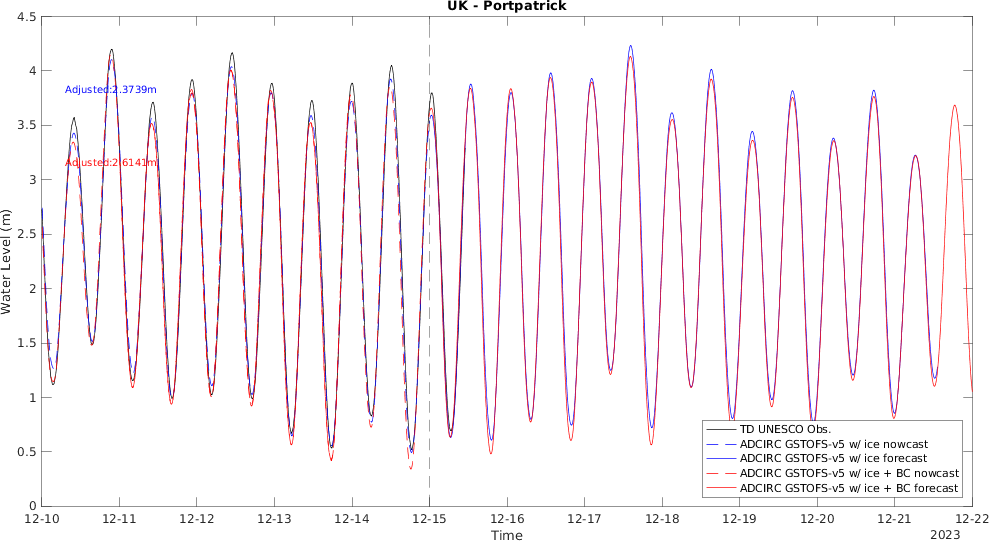 UK - Portpatrick
4.5
4
3.5
3
2.5
2
1.5
1
0.5
0
Water Level (m)
Adjusted:2.3739m
Adjusted:2.6141m
TD UNESCO Obs.
ADCIRC GSTOFS-v5 w/ ice nowcast
ADCIRC GSTOFS-v5 w/ ice forecast
ADCIRC GSTOFS-v5 w/ ice + BC nowcast
ADCIRC GSTOFS-v5 w/ ice + BC forecast
12-10 12-11 12-12 12-13 12-14 12-15 12-16 12-17 12-18 12-19 12-20 12-21 12-22
Time
2023